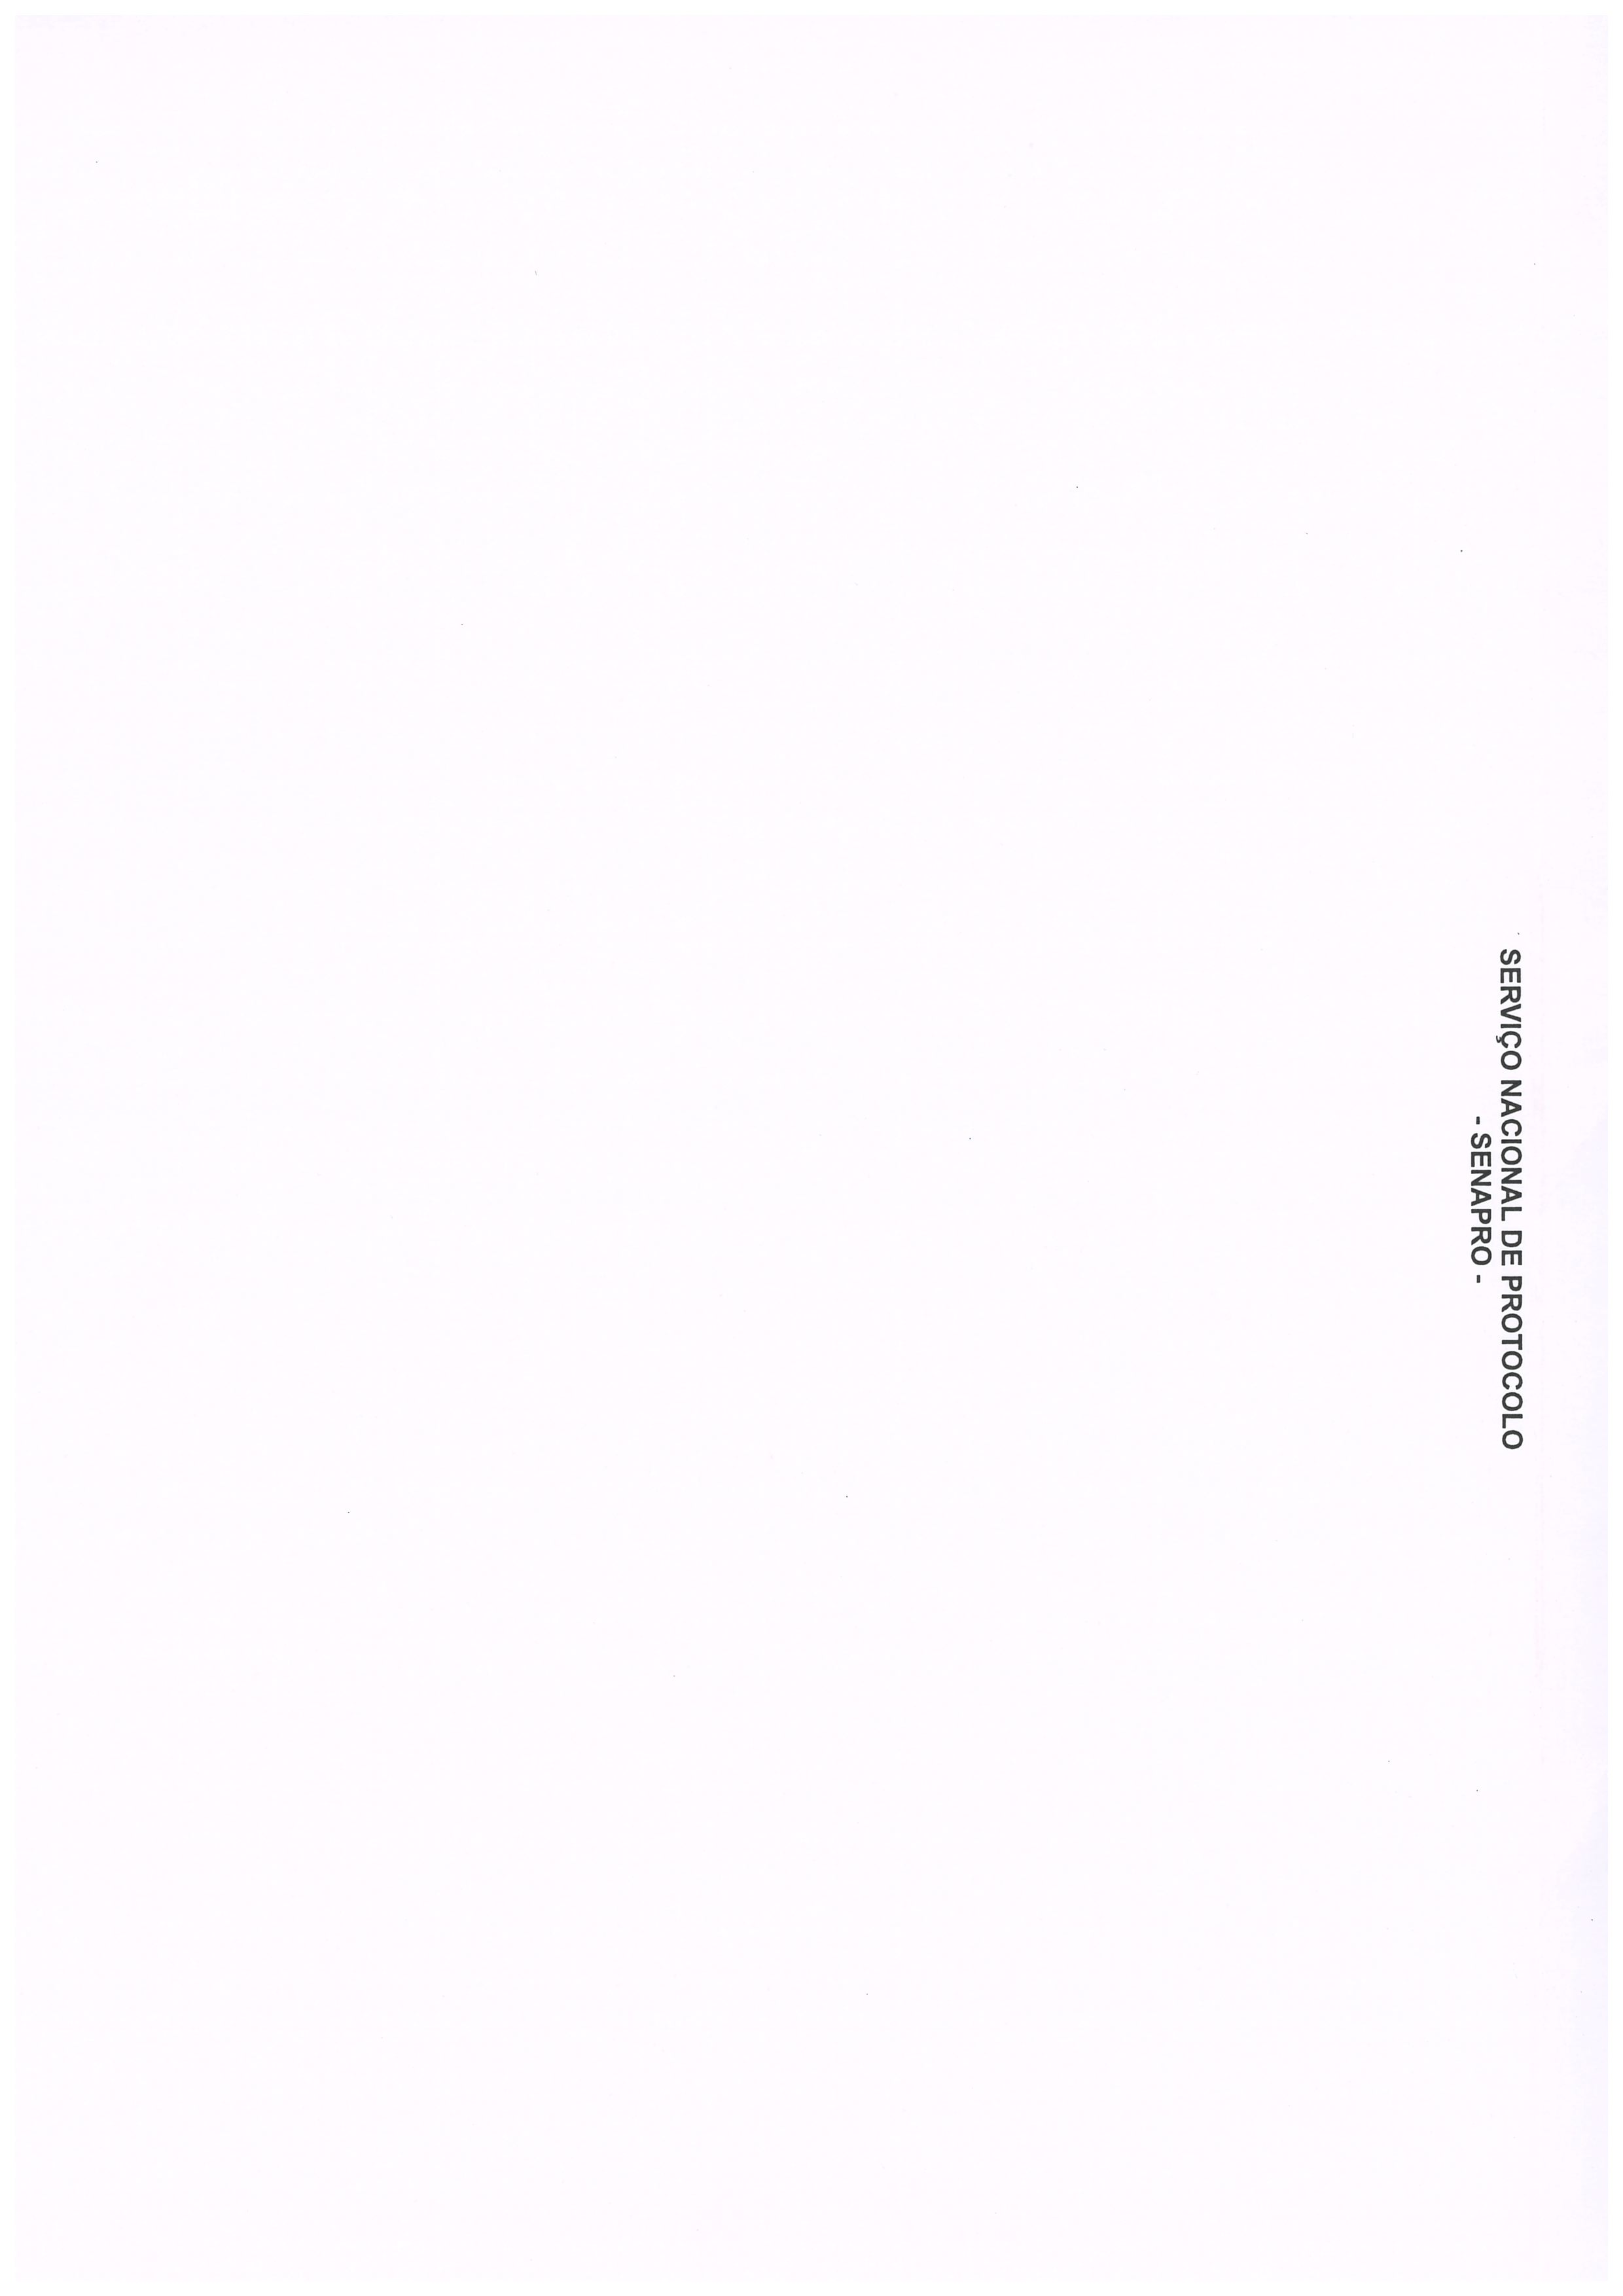 SERVIÇO NACIONAL DE PROTOCOLO
- SENAPRO -